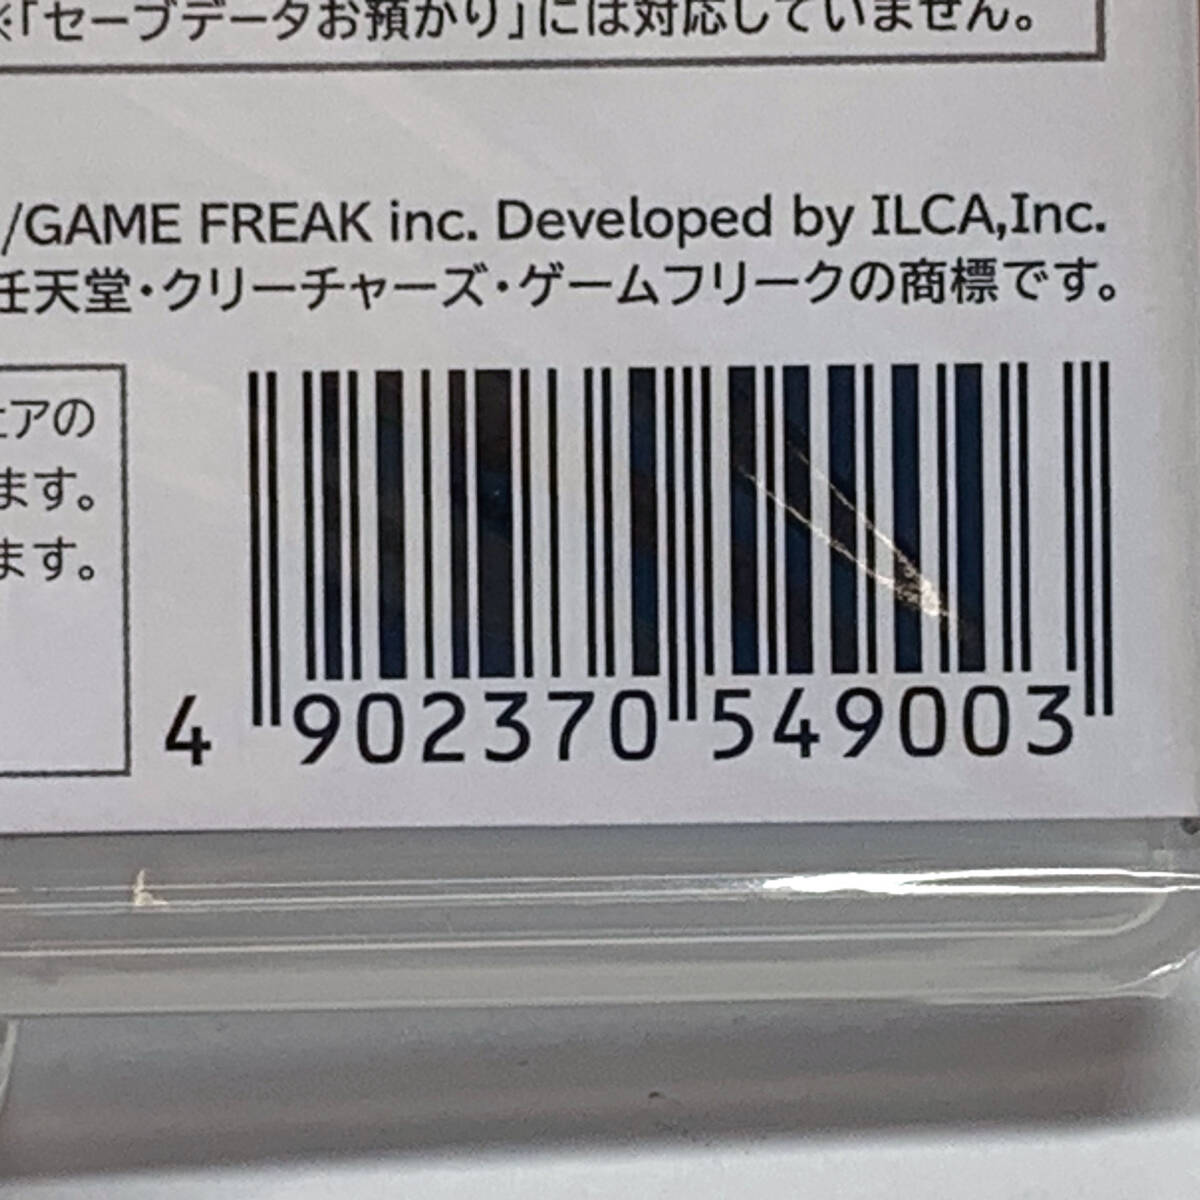 ※「セーブデータお預かり」には対応していません。
/GAME FREAK inc. Developed by ILCA,Inc.
任天堂・クリーチャーズ・ゲームフリークの商標です。
ェアの
ます。
ます。
4 902370 549003